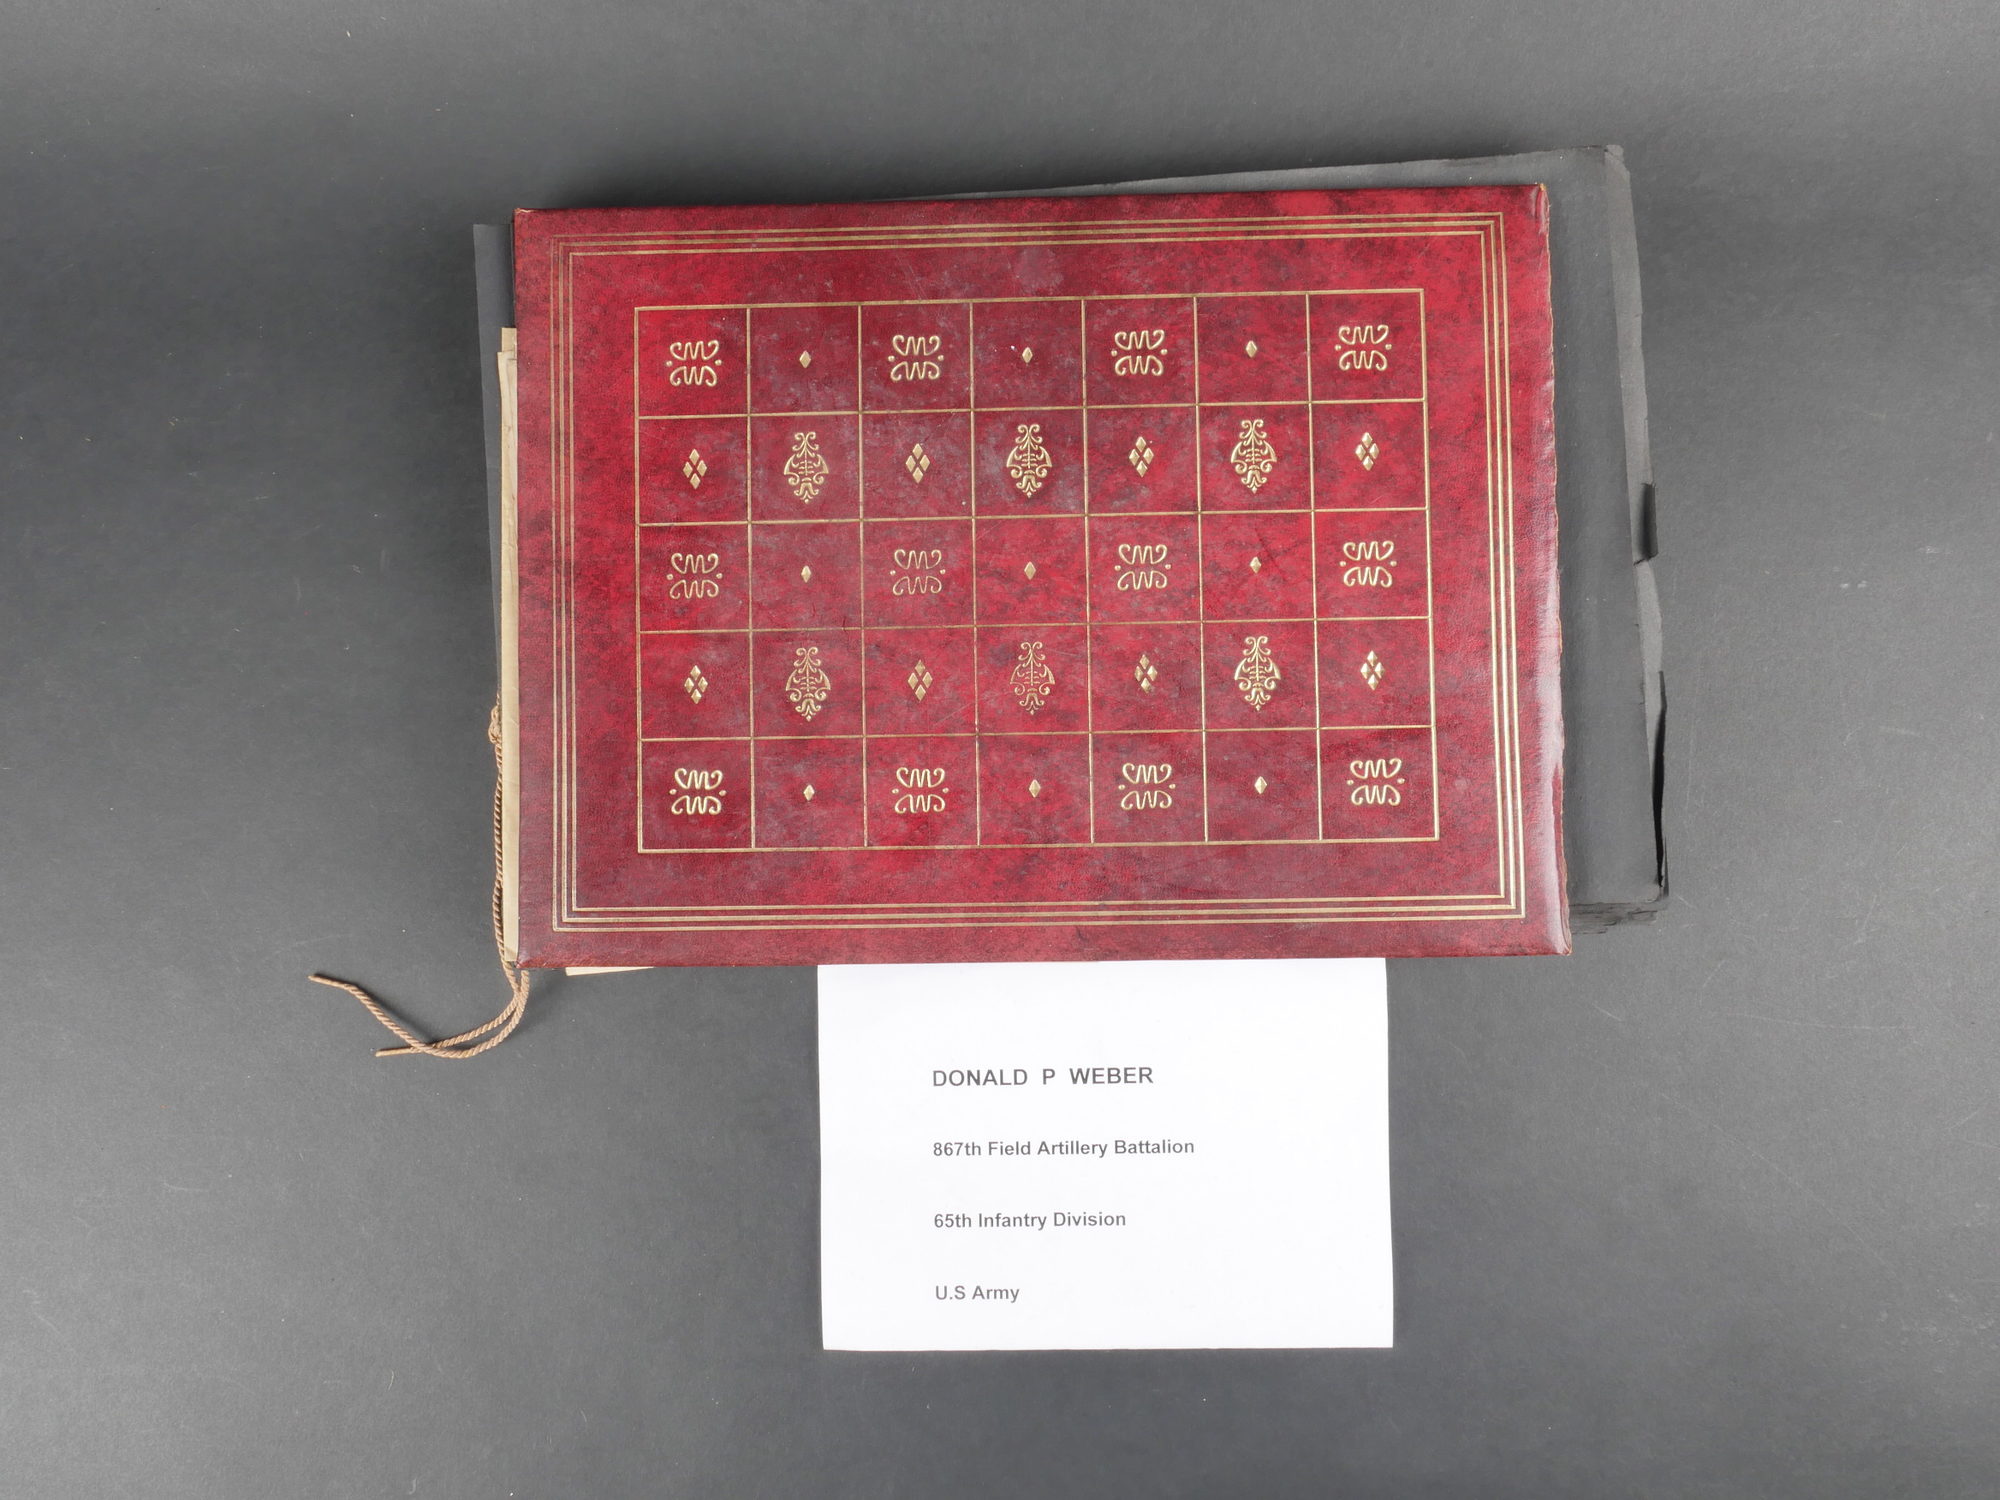 DONALD P WEBER
867th Field Artillery Battalion
65th Infantry Division
U.S Army